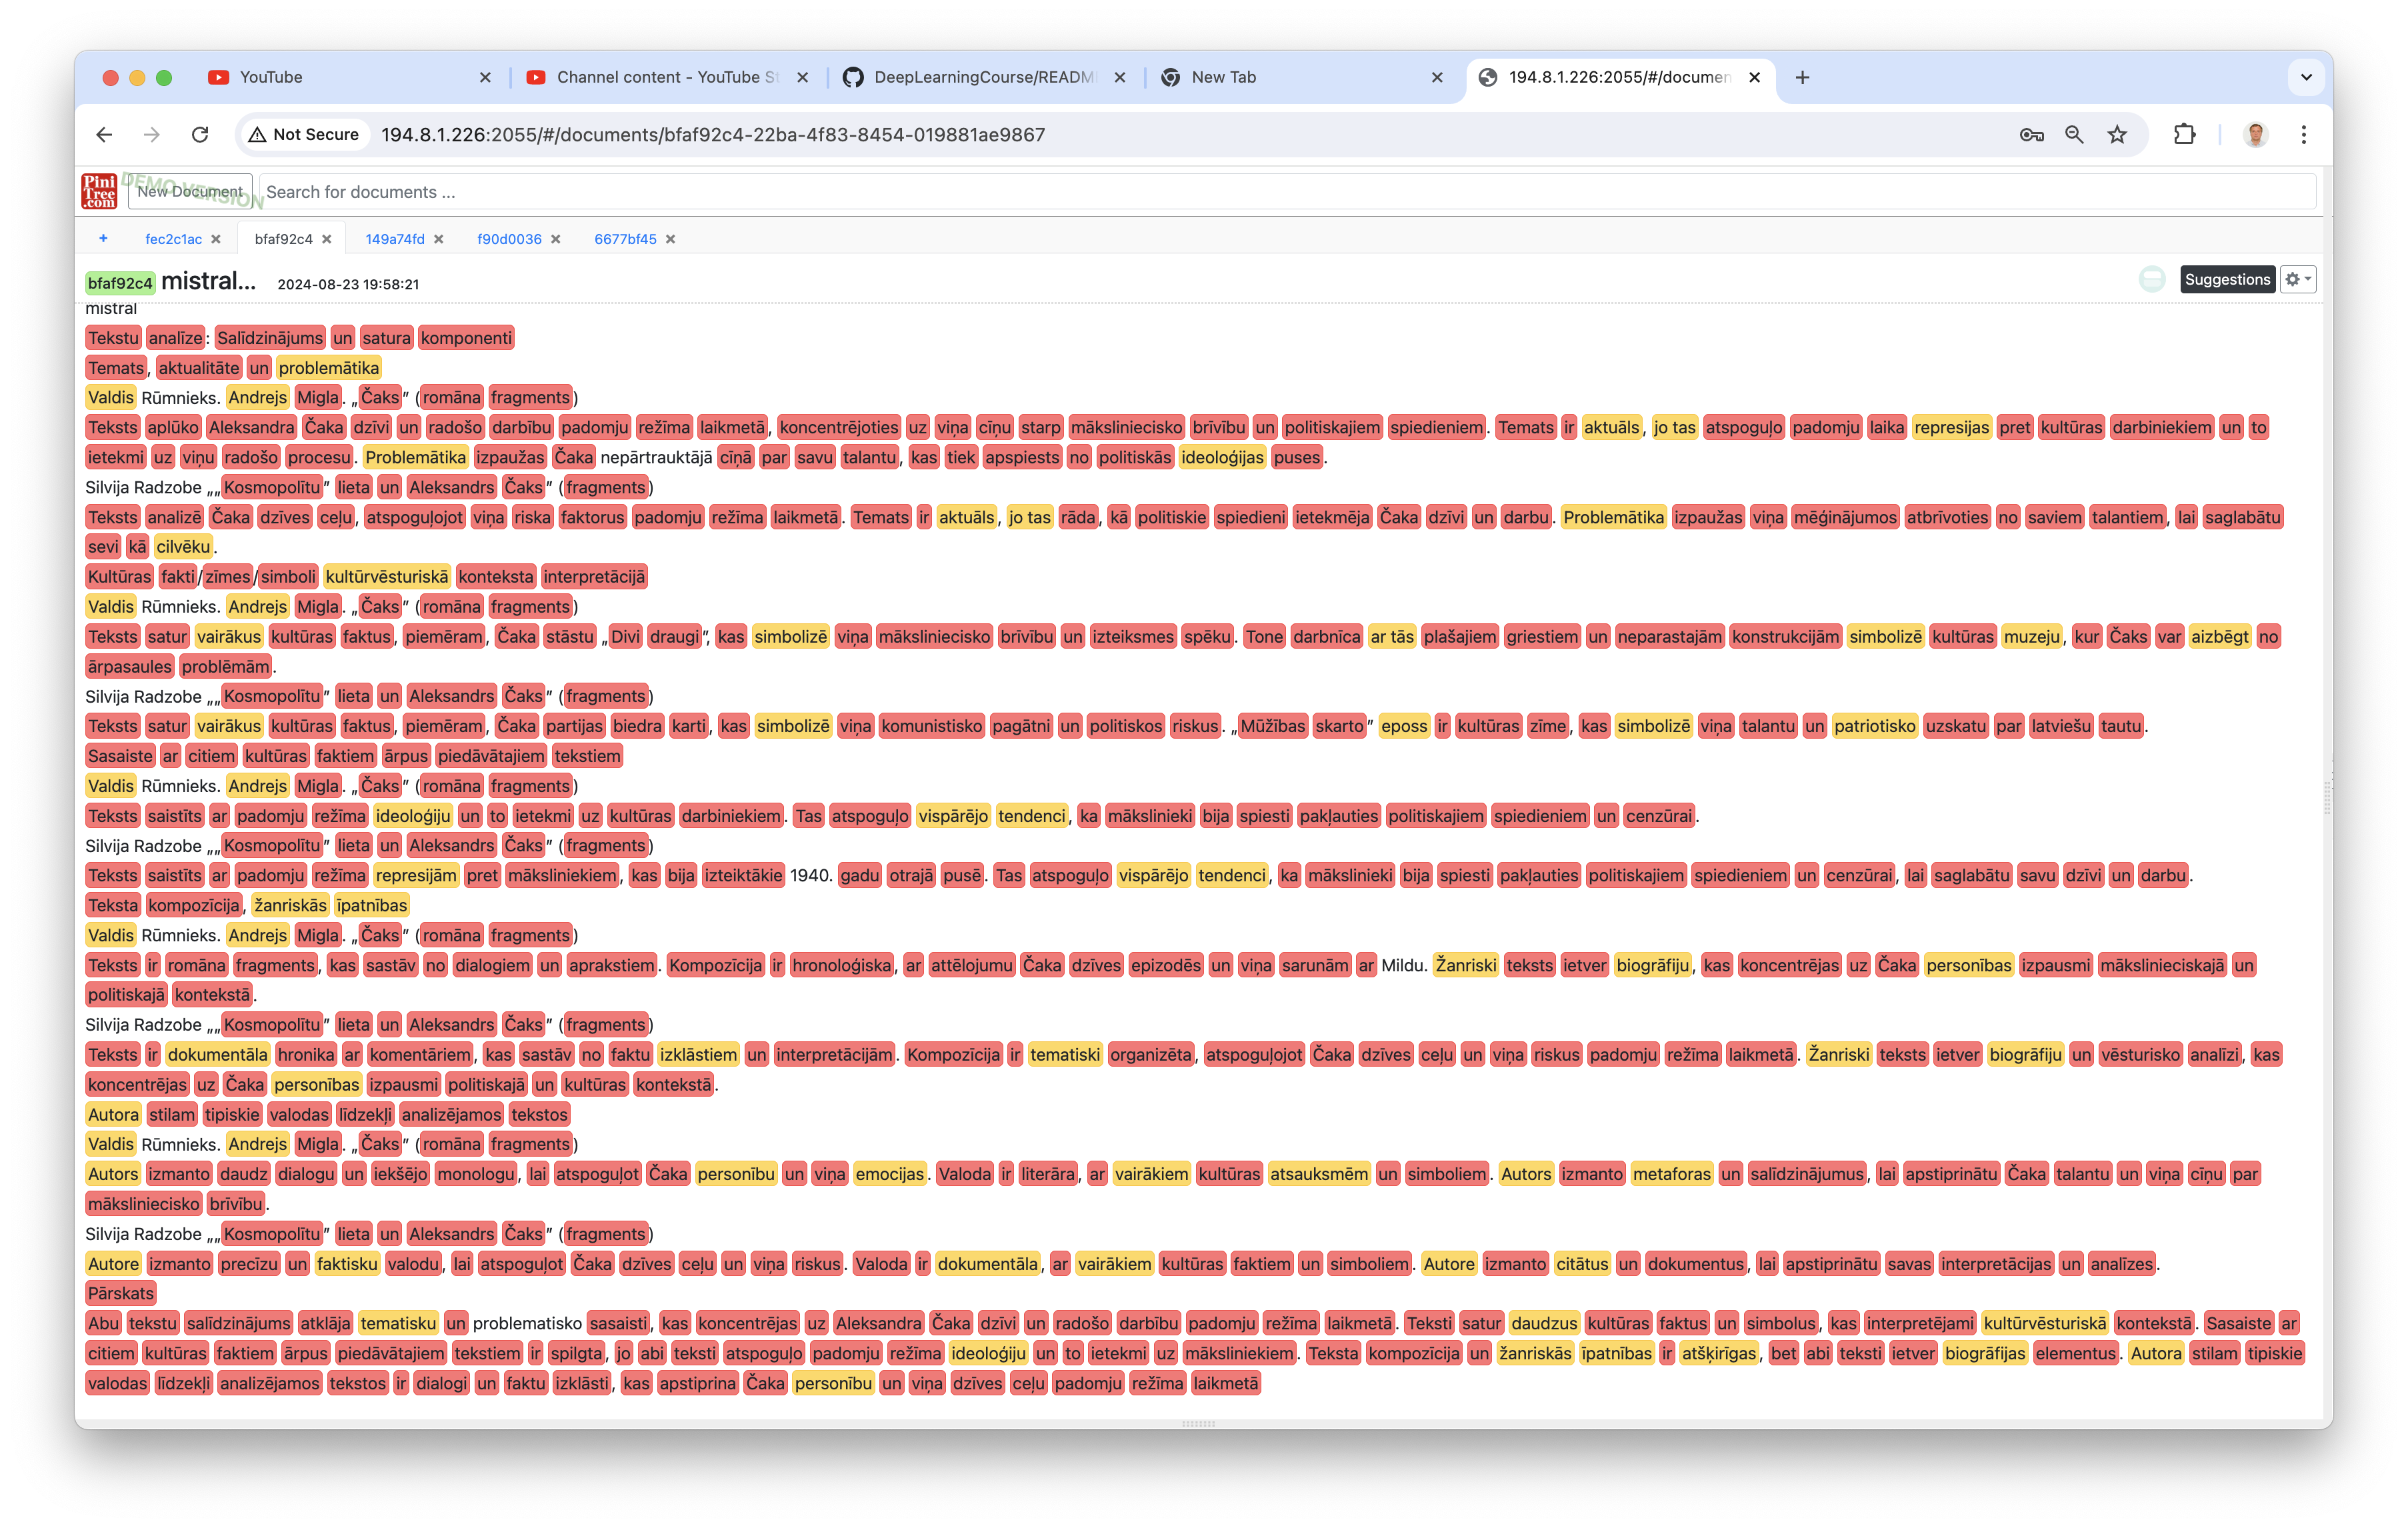 YouTube
Channel content - YouTube St
DeepLearningCourse/READM
New Tab
194.8.1.226:2055/#/documen
Not Secure
194.8.1.226:2055/#/documents/bfaf92c4-22ba-4f83-8454-019881ae9867
Pini
Tree
.com
New Document
DEMO VERSION
Search for documents ...
+ fec2c1ac bfaf92c4 149a74fd f90d0036 6677bf45
bfaf92c4 mistral... 2024-08-23 19:58:21 Suggestions
mistral
Tekstu analīze: Salīdzinājums un satura komponenti
Temats, aktualitāte un problemātika
Valdis Rūmnieks. Andrejs Migla. „Čaks” (romāna fragments)
Teksts aplūko Aleksandra Čaka dzīvi un radošo darbību padomju režīma laikmetā, koncentrējoties uz viņa cīņu starp māksliniecisko brīvību un politiskajiem spiedieniem. Temats ir aktuāls, jo tas atspoguļo padomju laika represijas pret kultūras darbiniekiem un to
ietekmi uz viņu radošo procesu. Problemātika izpaužas Čaka nepārtrauktājā cīņā par savu talantu, kas tiek apspiests no politiskās ideoloģijas puses.
Silvija Radzobe „„Kosmopolītu” lieta un Aleksandrs Čaks” (fragments)
Teksts analizē Čaka dzīves ceļu, atspoguļojot viņa riska faktorus padomju režīma laikmetā. Temats ir aktuāls, jo tas rāda, kā politiskie spiedieni ietekmēja Čaka dzīvi un darbu. Problemātika izpaužas viņa mēģinājumos atbrīvoties no saviem talantiem, lai saglabātu
sevi kā cilvēku.
Kultūras fakti/zīmes/simboli kultūrvēsturiskā konteksta interpretācijā
Valdis Rūmnieks. Andrejs Migla. „Čaks” (romāna fragments)
Teksts satur vairākus kultūras faktus, piemēram, Čaka stāstu „Divi draugi”, kas simbolizē viņa māksliniecisko brīvību un izteiksmes spēku. Tone darbnīca ar tās plašajiem griestiem un neparastajām konstrukcijām simbolizē kultūras muzeju, kur Čaks var aizbēgt no
ārpasaules problēmām.
Silvija Radzobe „„Kosmopolītu” lieta un Aleksandrs Čaks” (fragments)
Teksts satur vairākus kultūras faktus, piemēram, Čaka partijas biedra karti, kas simbolizē viņa komunistisko pagātni un politiskos riskus. „Mūžības skarto” eposs ir kultūras zīme, kas simbolizē viņa talantu un patriotisko uzskatu par latviešu tautu.
Sasaiste ar citiem kultūras faktiem ārpus piedāvātajiem tekstiem
Valdis Rūmnieks. Andrejs Migla. „Čaks” (romāna fragments)
Teksts saistīts ar padomju režīma ideoloģiju un to ietekmi uz kultūras darbiniekiem. Tas atspoguļo vispārējo tendenci, ka mākslinieki bija spiesti pakļauties politiskajiem spiedieniem un cenzūrai.
Silvija Radzobe „„Kosmopolītu” lieta un Aleksandrs Čaks” (fragments)
Teksts saistīts ar padomju režīma represijām pret māksliniekiem, kas bija izteiktākie 1940. gadu otrajā pusē. Tas atspoguļo vispārējo tendenci, ka mākslinieki bija spiesti pakļauties politiskajiem spiedieniem un cenzūrai, lai saglabātu savu dzīvi un darbu.
Teksta kompozīcija, žanriskās īpatnības
Valdis Rūmnieks. Andrejs Migla. „Čaks” (romāna fragments)
Teksts ir romāna fragments, kas sastāv no dialogiem un aprakstiem. Kompozīcija ir hronoloģiska, ar attēlojumu Čaka dzīves epizodēs un viņa sarunām ar Mildu. Žanriski teksts ietver biogrāfiju, kas koncentrējas uz Čaka personības izpausmi mākslinieciskajā un
politiskajā kontekstā.
Silvija Radzobe „„Kosmopolītu” lieta un Aleksandrs Čaks” (fragments)
Teksts ir dokumentāla hronika ar komentāriem, kas sastāv no faktu izklāstiem un interpretācijām. Kompozīcija ir tematiski organizēta, atspoguļojot Čaka dzīves ceļu un viņa riskus padomju režīma laikmetā. Žanriski teksts ietver biogrāfiju un vēsturisko analīzi, kas
koncentrējas uz Čaka personības izpausmi politiskajā un kultūras kontekstā.
Autora stilam tipiskie valodas līdzekļi analizējamos tekstos
Valdis Rūmnieks. Andrejs Migla. „Čaks” (romāna fragments)
Autors izmanto daudz dialogu un iekšējo monologu, lai atspoguļot Čaka personību un viņa emocijas. Valoda ir literāra, ar vairākiem kultūras atsauksmēm un simboliem. Autors izmanto metaforas un salīdzinājumus, lai apstiprinātu Čaka talantu un viņa cīņu par
māksliniecisko brīvību.
Silvija Radzobe „„Kosmopolītu” lieta un Aleksandrs Čaks” (fragments)
Autore izmanto precīzu un faktisku valodu, lai atspoguļot Čaka dzīves ceļu un viņa riskus. Valoda ir dokumentāla, ar vairākiem kultūras faktiem un simboliem. Autore izmanto citātus un dokumentus, lai apstiprinātu savas interpretācijas un analīzes.
Pārskats
Abu tekstu salīdzinājums atklāja tematisku un problematisko sasaisti, kas koncentrējas uz Aleksandra Čaka dzīvi un radošo darbību padomju režīma laikmetā. Teksti satur daudzus kultūras faktus un simbolus, kas interpretējami kultūrvēsturiskā kontekstā. Sasaiste ar
citiem kultūras faktiem ārpus piedāvātajiem tekstiem ir spilgta, jo abi teksti atspoguļo padomju režīma ideoloģiju un to ietekmi uz māksliniekiem. Teksta kompozīcija un žanriskās īpatnības ir atšķirīgas, bet abi teksti ietver biogrāfijas elementus. Autora stilam tipiskie
valodas līdzekļi analizējamos tekstos ir dialogi un faktu izklāsti, kas apstiprina Čaka personību un viņa dzīves ceļu padomju režīma laikmetā